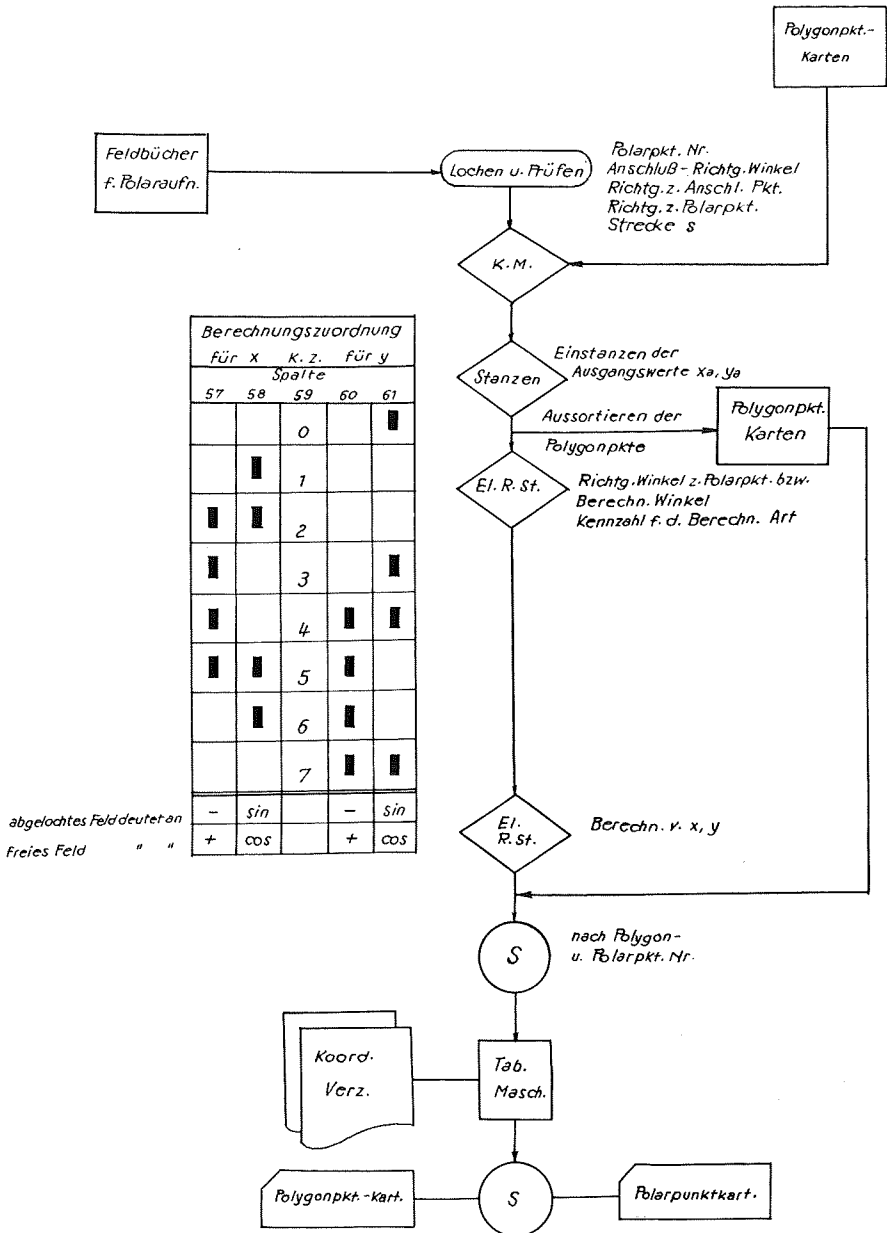 Polygonpkt.-
Karten
Feldbücher
f. Polaraufn.
Lochen u. Prüfen
Polarpkt. Nr.
Anschluß-Richtg. Winkel
Richtg. z. Anschl. Pkt.
Richtg. z. Polarpkt.
Strecke s
K. M.
Berechnungszuordnung
für x K. z. für y
Spalte
57 58 59 60 61
0
1
2
3
4
5
6
7
abgelochtes Feld deutet an - sin - sin
freies Feld " " + cos + cos
Stanzen
Einstanzen der
Ausgangswerte xa, ya
Aussortieren der
Polygonpkte
Polygonpkt.
Karten
El. R. St.
Richtg. Winkel z. Polarpkt. bzw.
Berechn. Winkel
Kennzahl f. d. Berechn. Art
El.
R. St.
Berechn. v. x, y
S
nach Polygon-
u. Polarpkt. Nr.
Koord.
Verz.
Tab.
Masch.
Polygonpkt.-kart.
S
Polarpunktkart.